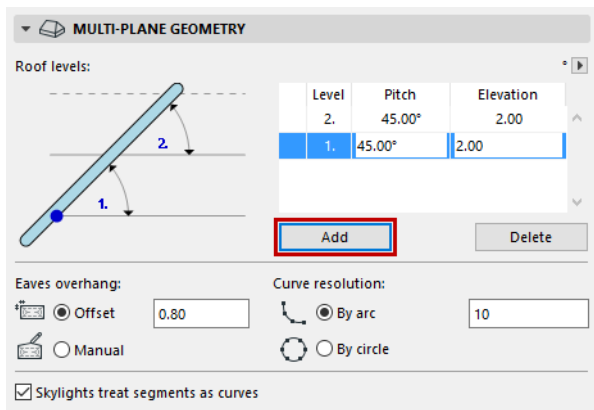 MULTI-PLANE GEOMETRY
Roof levels:
°
Level Pitch Elevation
2. 45.00° 2.00
1. 45.00° 2.00
2.
1.
Add Delete
Eaves overhang: Curve resolution:
Offset 0.80 By arc 10
Manual By circle
Skylights treat segments as curves